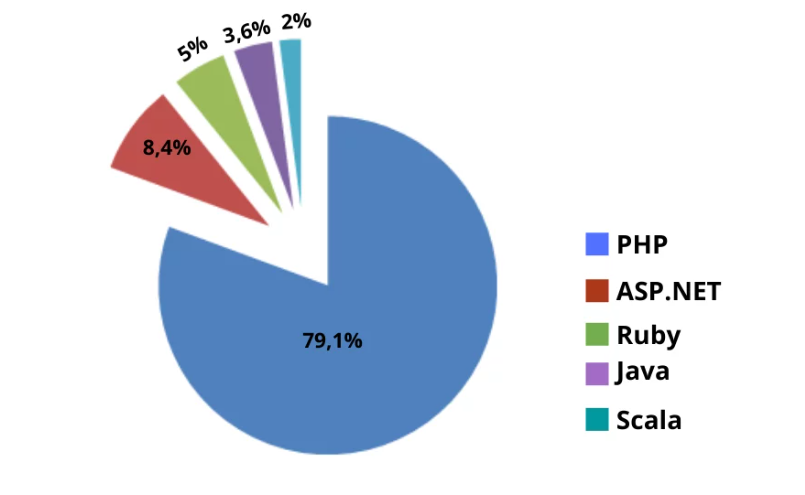 5%
3,6%
2%
8,4%
79,1%
PHP
ASP.NET
Ruby
Java
Scala